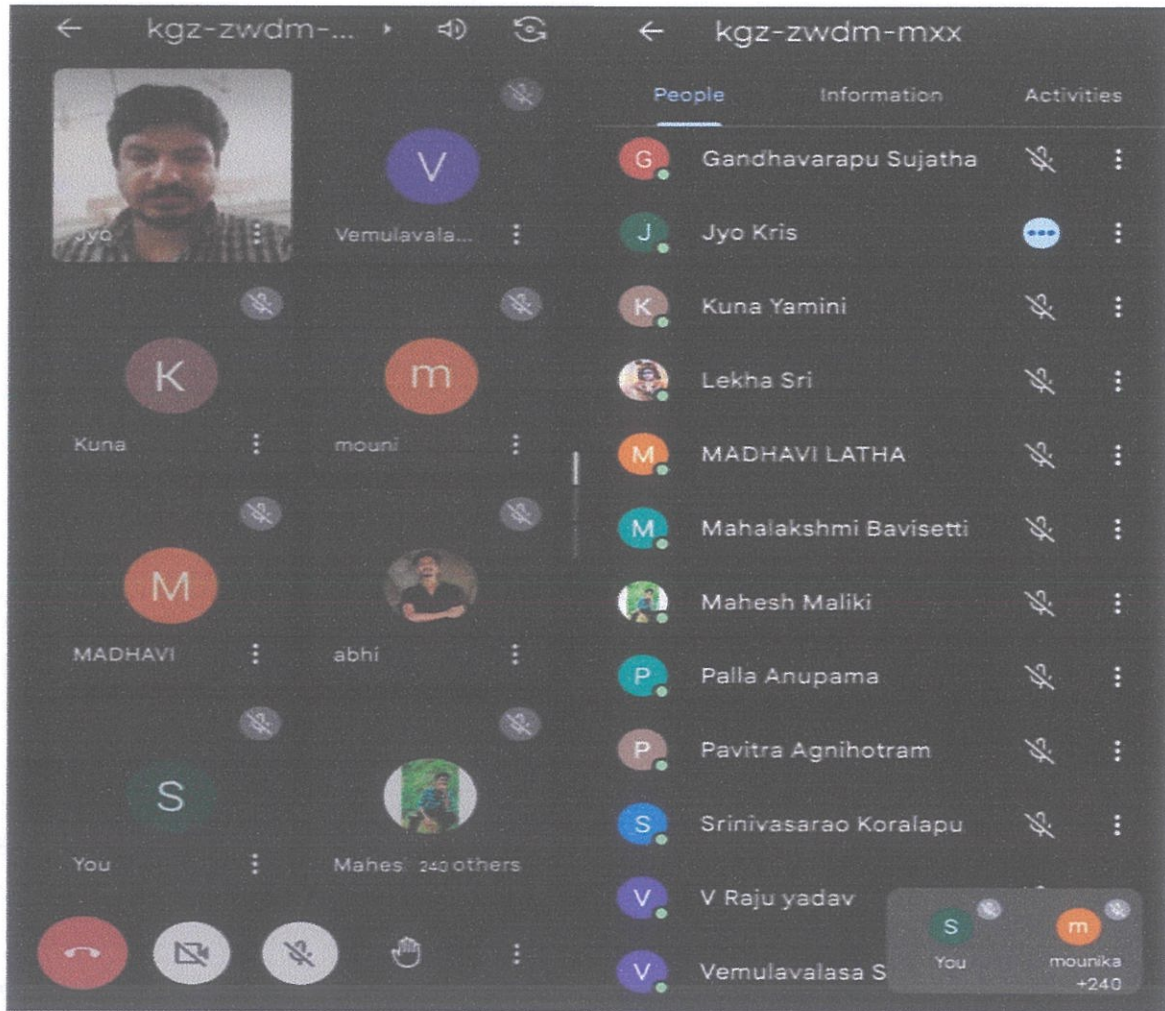 kgz-zwdm-...
Jyo
V
Vemulavala...
K
Kuna
m
mouni
M
MADHAVI
abhi
S
You
Mahes 240 others
kgz-zwdm-mxx
People Information Activities
G Gandhavarapu Sujatha
J Jyo Kris
K Kuna Yamini
Lekha Sri
M MADHAVI LATHA
M Mahalakshmi Bavisetti
Mahesh Maliki
P Palla Anupama
P Pavitra Agnihotram
S Srinivasarao Koralapu
V V Raju yadav
V Vemulavalasa S
S
You
m
mounika
+240